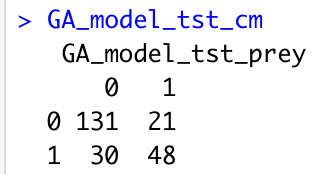 > GA_model_tst_cm
GA_model_tst_prey
0 1
0 131 21
1 30 48